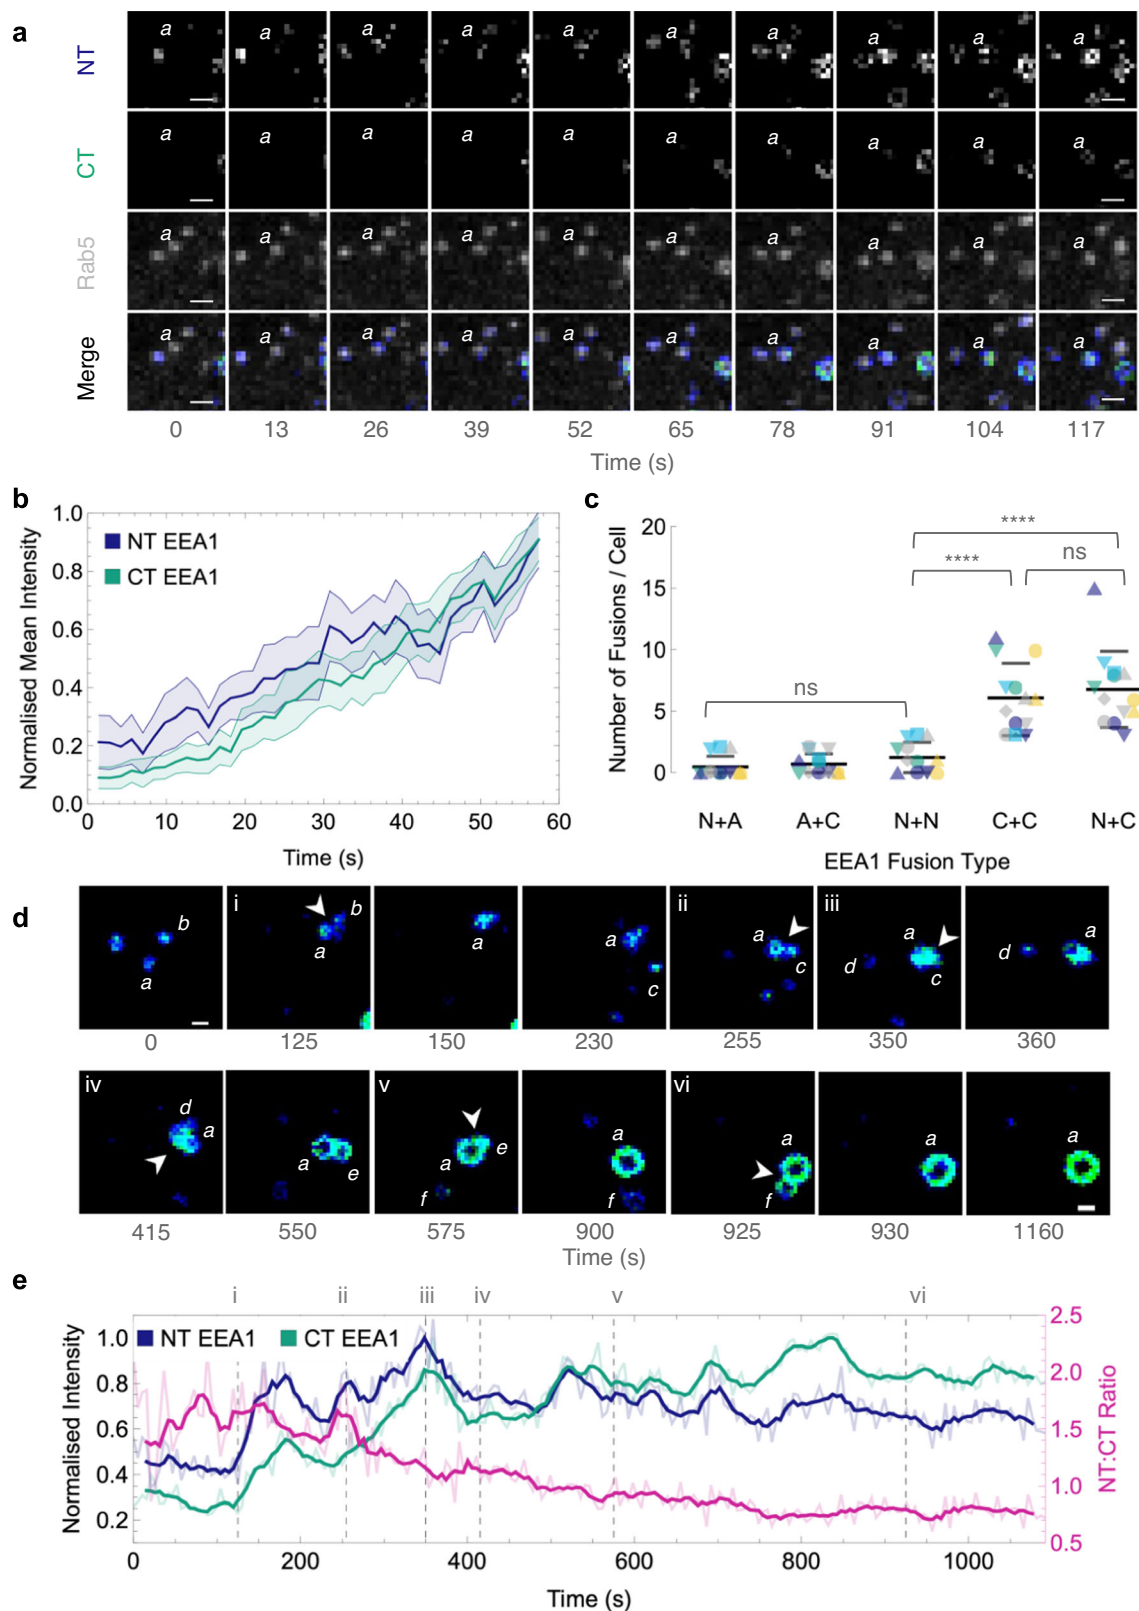 a
NT
a a a a a a a a a a
CT
a a a a a a a a a a
Rab5
a a a a a a a a a a
Merge
a a a a a a a a a a
0 13 26 39 52 65 78 91 104 117
Time (s)
b
Normalised Mean Intensity
1.0
0.8
0.6
0.4
0.2
0.0
NT EEA1
CT EEA1
0 10 20 30 40 50 60
Time (s)
c
Number of Fusions / Cell
20
15
10
5
0
****
**** ns
ns
N+A A+C N+N C+C N+C
EEA1 Fusion Type
d
b a
i b a
a
a c
ii a c
iii a d c
a d
0 125 150 230 255 350 360
iv d a
a e
v a e f
a f
vi a f
a
a
415 550 575 900 925 930 1160
Time (s)
e
i ii iii iv v vi
Normalized Intensity
1.0
0.8
0.6
0.4
0.2
NT EEA1 CT EEA1
2.5
2.0
1.5
1.0
0.5
NT:CT Ratio
0 200 400 600 800 1000
Time (s)